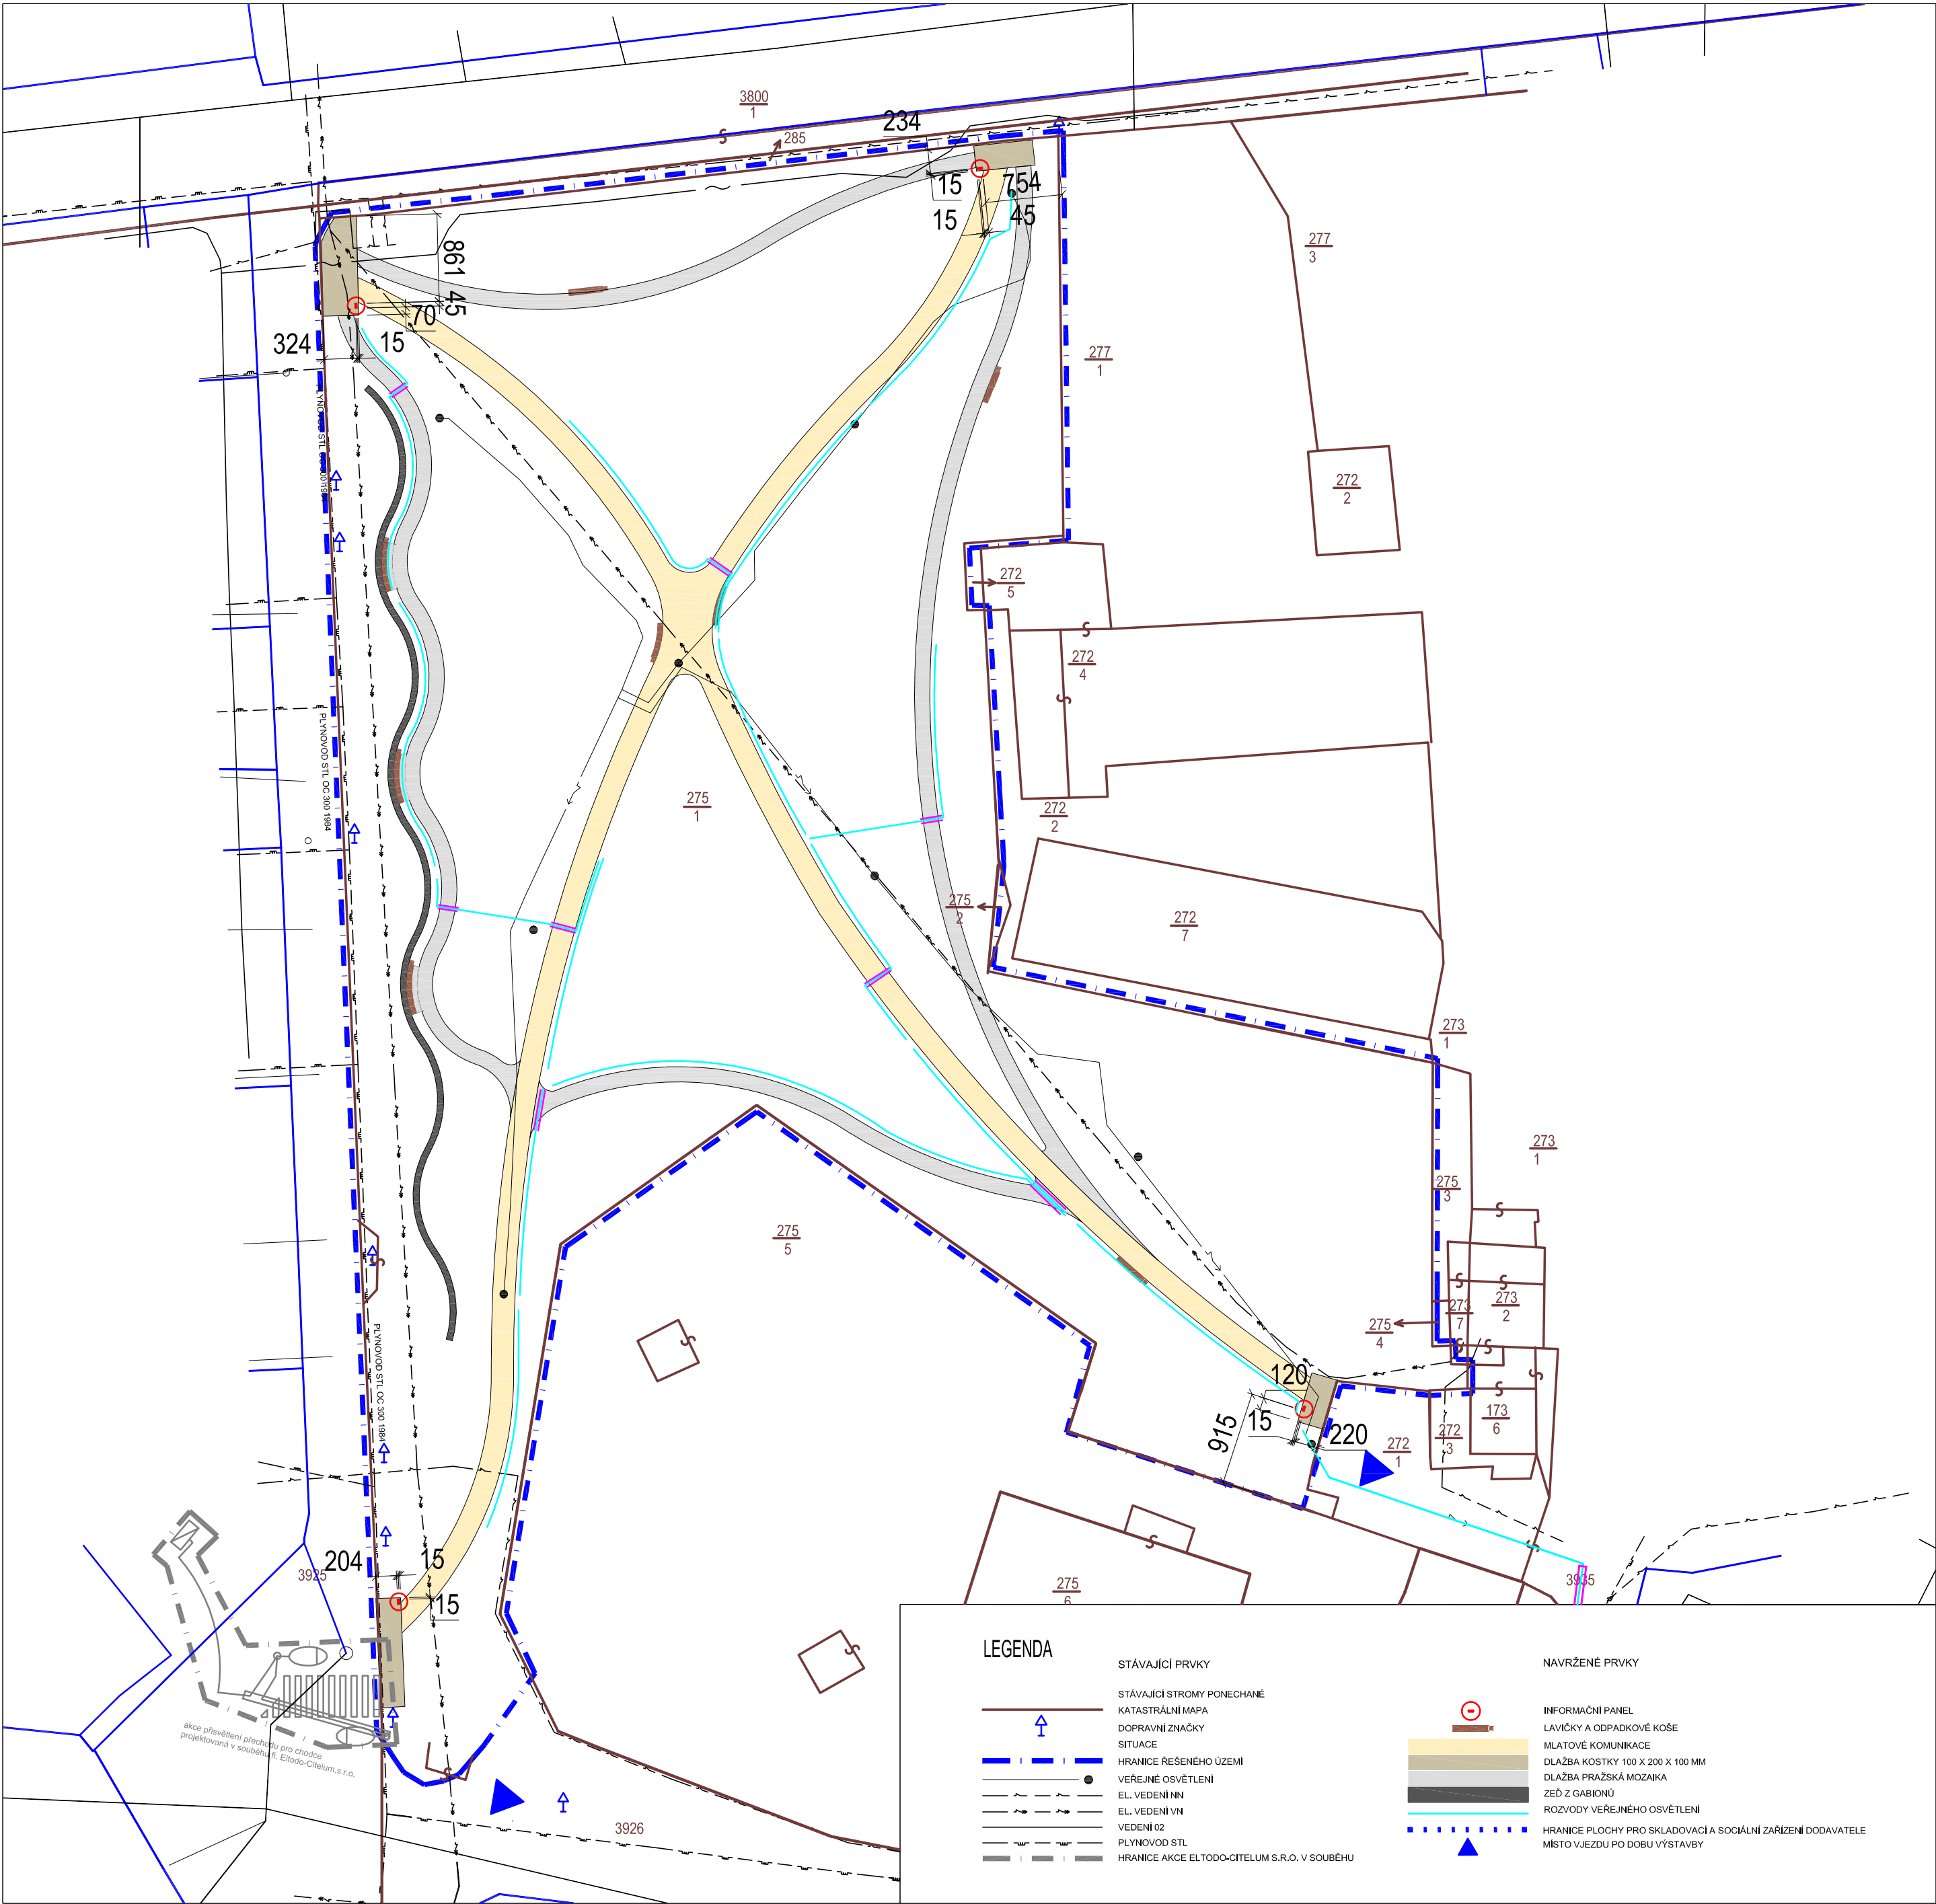 3800
1
285
234
15
754
15
45
277
3
861
45
70
15
324
277
1
PLYNOVOD STL OC 300 1984
272
2
272
5
272
4
PLYNOVOD STL OC 300 1984
275
1
272
2
275
2
272
7
273
1
273
1
275
3
275
5
273
7
273
2
275
4
PLYNOVOD STL OC 300 1984
120
15
915
220
272
1
272
3
173
6
204
15
15
3925
3935
275
6
akce přisvětlení přechodu pro chodce
projektovaná v souběhu fi. Eltodo-Citelum.s.r.o.
3926
LEGENDA
STÁVAJÍCÍ PRVKY
STÁVAJÍCÍ STROMY PONECHANÉ
KATASTRÁLNÍ MAPA
DOPRAVNÍ ZNAČKY
SITUACE
HRANICE ŘEŠENÉHO ÚZEMÍ
VEŘEJNÉ OSVĚTLENÍ
EL. VEDENÍ NN
EL. VEDENÍ VN
VEDENÍ 02
PLYNOVOD STL
HRANICE AKCE ELTODO-CITELUM S.R.O. V SOUBĚHU
NAVRŽENÉ PRVKY
INFORMAČNÍ PANEL
LAVIČKY A ODPADKOVÉ KOŠE
MLATOVÉ KOMUNIKACE
DLAŽBA KOSTKY 100 X 200 X 100 MM
DLAŽBA PRAŽSKÁ MOZAIKA
ZEĎ Z GABIONŮ
ROZVODY VEŘEJNÉHO OSVĚTLENÍ
HRANICE PLOCHY PRO SKLADOVACÍ A SOCIÁLNÍ ZAŘÍZENÍ DODAVATELE
MÍSTO VJEZDU PO DOBU VÝSTAVBY